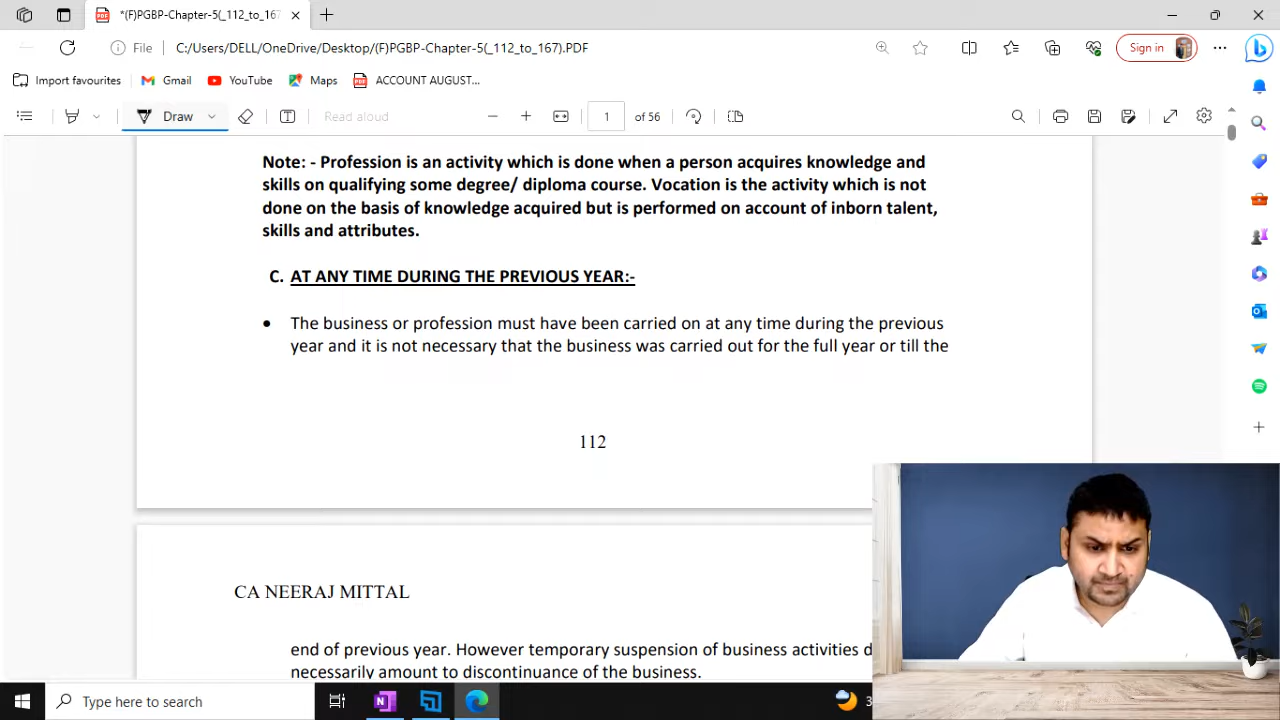 *(F)PGBP-Chapter-5(_112_to_167
File
C:/Users/DELL/OneDrive/Desktop/(F)PGBP-Chapter-5(_112_to_167).PDF
Sign in
Import favourites
Gmail
YouTube
Maps
ACCOUNT AUGUST...
Draw
Read aloud
1
of 56
Note: - Profession is an activity which is done when a person acquires knowledge and
skills on qualifying some degree/ diploma course. Vocation is the activity which is not
done on the basis of knowledge acquired but is performed on account of inborn talent,
skills and attributes.
C. AT ANY TIME DURING THE PREVIOUS YEAR:-
• The business or profession must have been carried on at any time during the previous
year and it is not necessary that the business was carried out for the full year or till the
112
CA NEERAJ MITTAL
end of previous year. However temporary suspension of business activities d
necessarily amount to discontinuance of the business.
Type here to search
3